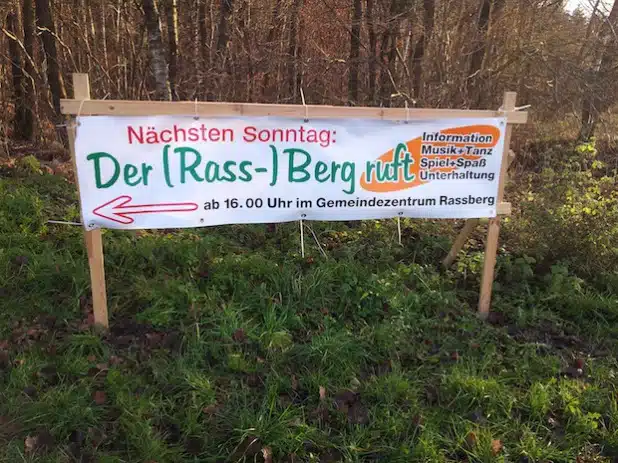 Nächsten Sonntag:
Der (Rass-) Berg ruft
Information
Musik+Tanz
Spiel+Spaß
Unterhaltung
ab 16.00 Uhr im Gemeindezentrum Rassberg